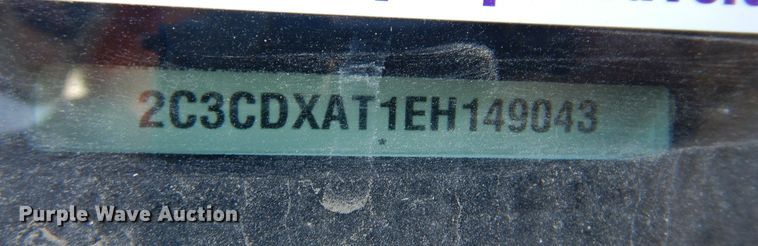 2C3CDXAT1EH149043
*
Purple Wave Auction